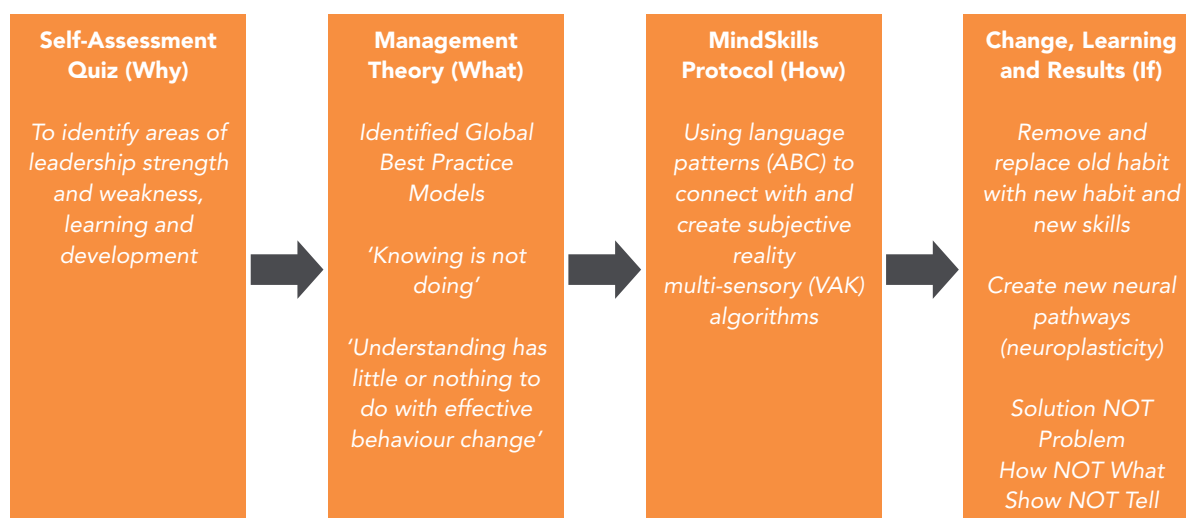 Self-Assessment
Quiz (Why)
To identify areas of
leadership strength
and weakness,
learning and
development
Management
Theory (What)
Identified Global
Best Practice
Models
‘Knowing is not
doing’
‘Understanding has
little or nothing to
do with effective
behaviour change’
MindSkills
Protocol (How)
Using language
patterns (ABC) to
connect with and
create subjective
reality
multi-sensory (VAK)
algorithms
Change, Learning
and Results (If)
Remove and
replace old habit
with new habit and
new skills
Create new neural
pathways
(neuroplasticity)
Solution NOT
Problem
How NOT What
Show NOT Tell